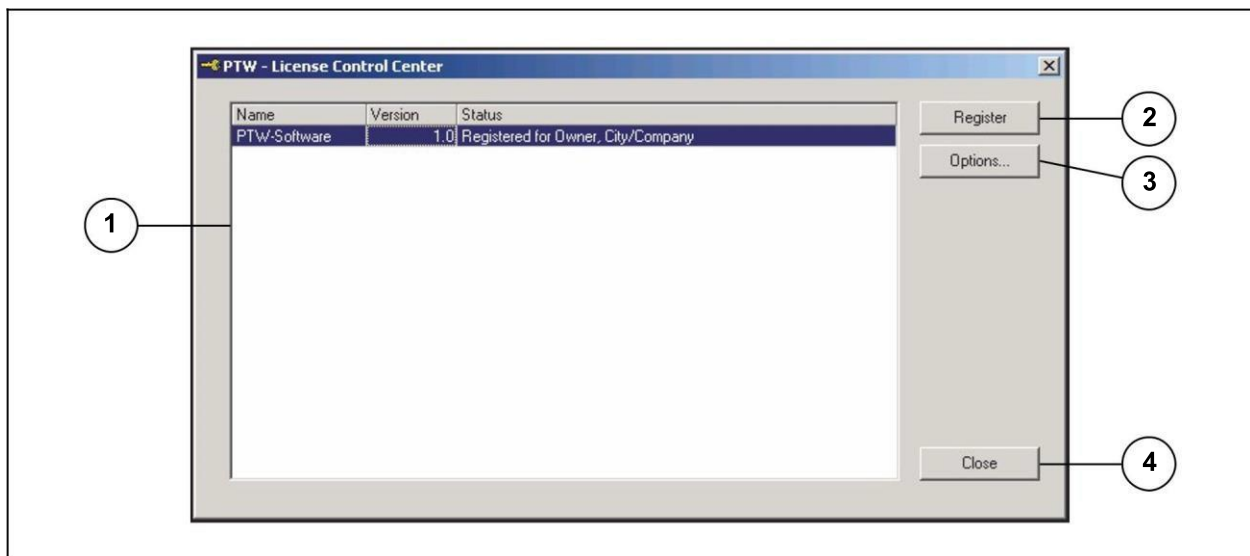 PTW - License Control Center
Name Version Status
PTW-Software 1.0 Registered for Owner, City/Company
Register
Options...
Close
1
2
3
4